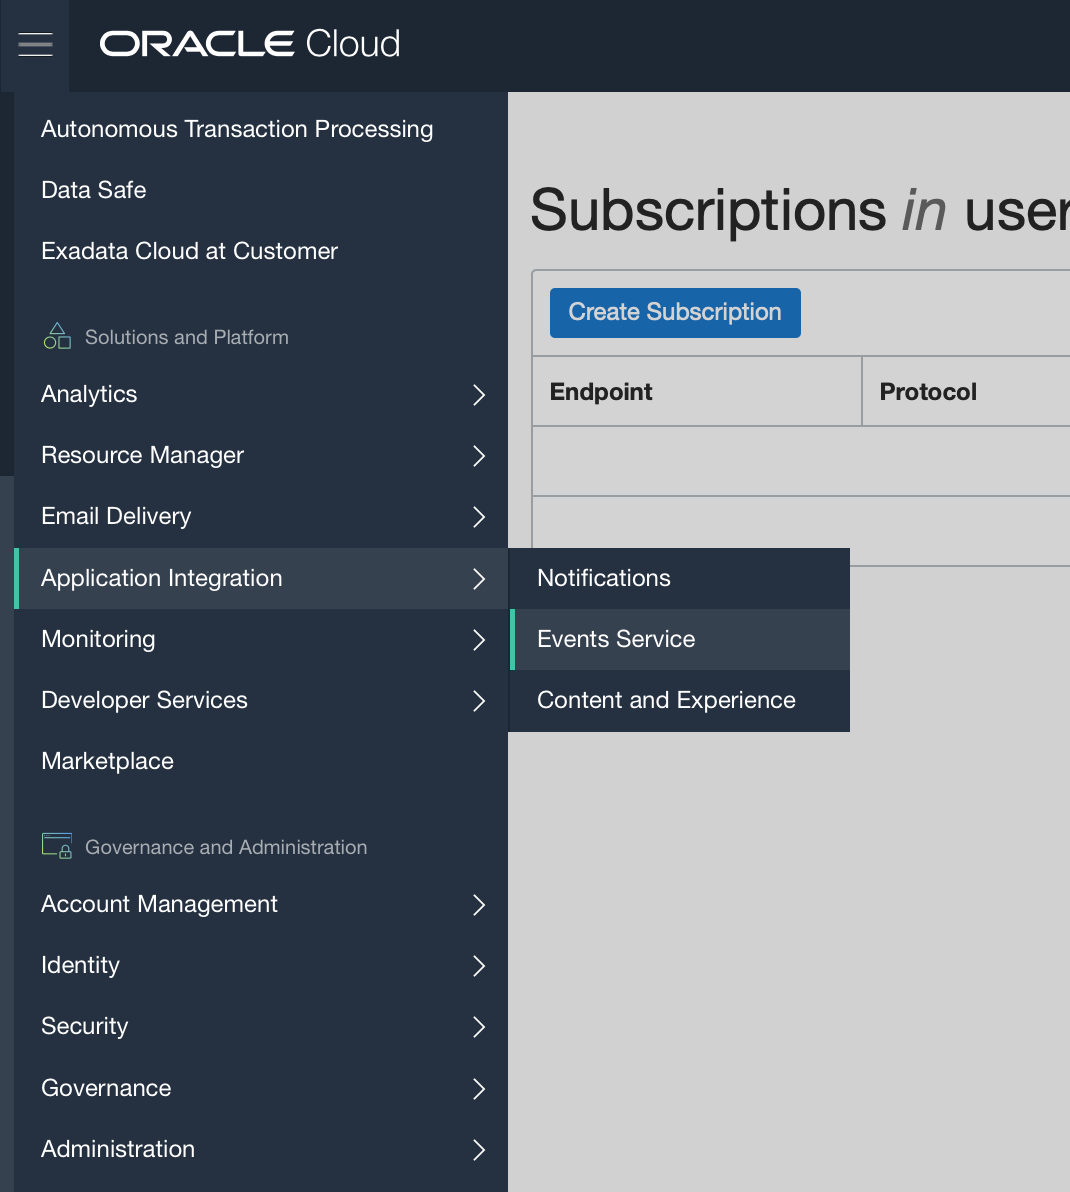 ORACLE Cloud
Autonomous Transaction Processing
Data Safe
Exadata Cloud at Customer
Solutions and Platform
Analytics
Resource Manager
Email Delivery
Application Integration
Monitoring
Developer Services
Marketplace
Governance and Administration
Account Management
Identity
Security
Governance
Administration
Notifications
Events Service
Content and Experience
Subscriptions in user
Create Subscription
Endpoint
Protocol